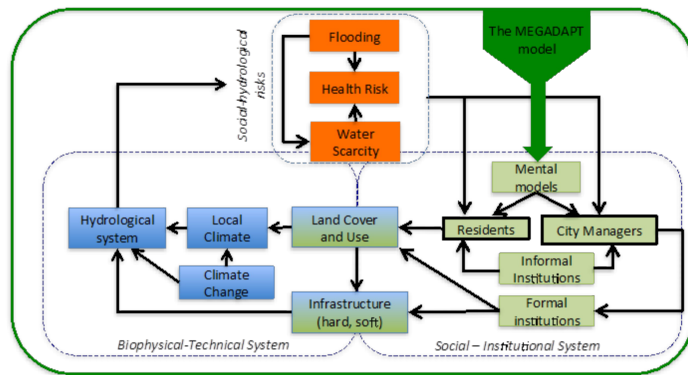 The MEGADAPT
model
Social-hydrological
risks
Flooding
Health Risk
Water
Scarcity
Mental
models
Hydrological
system
Local
Climate
Land Cover
and Use
Residents
City Managers
Climate
Change
Informal
Institutions
Infrastructure
(hard, soft)
Formal
institutions
Biophysical-Technical System
Social – Institutional System